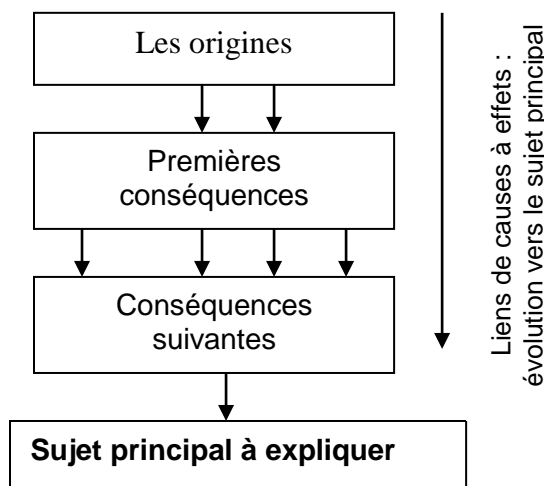 Les origines
Premières
conséquences
Conséquences
suivantes
Sujet principal à expliquer
Liens de causes à effets :
évolution vers le sujet principal